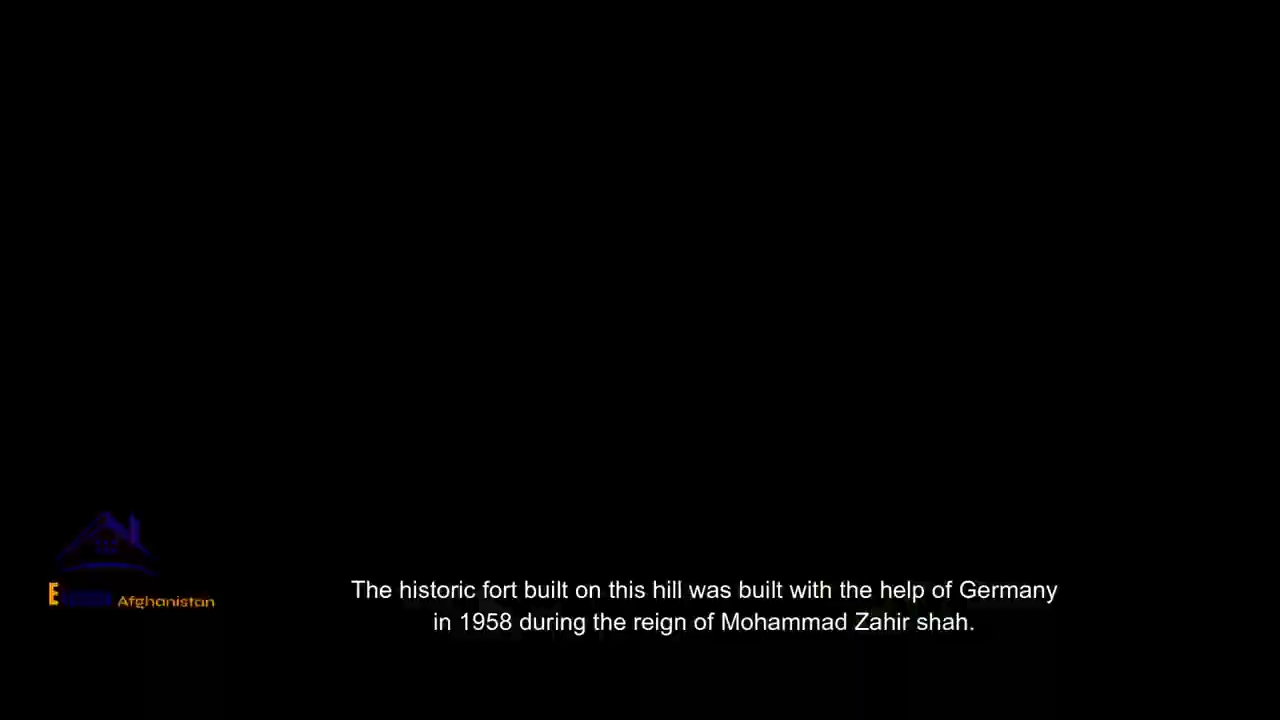 The historic fort built on this hill was built with the help of Germany
in 1958 during the reign of Mohammad Zahir shah.
Afghanistan